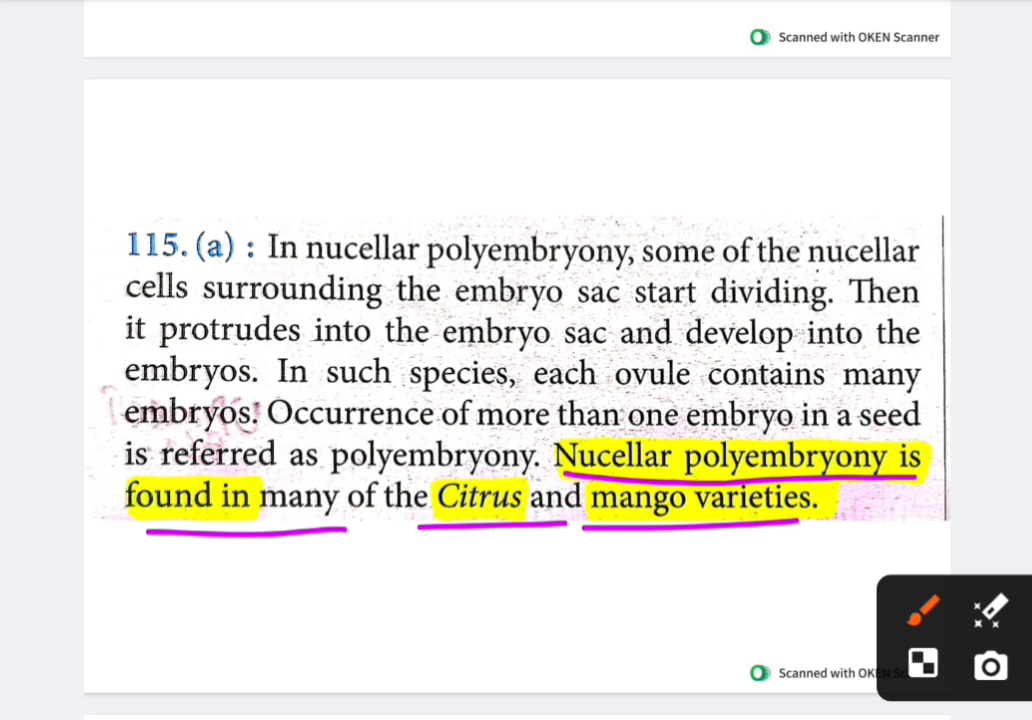 Scanned with OKEN Scanner
115. (a) : In nucellar polyembryony, some of the nucellar
cells surrounding the embryo sac start dividing. Then
it protrudes into the embryo sac and develop into the
embryos. In such species, each ovule contains many
embryos. Occurrence of more than one embryo in a seed
is referred as polyembryony. Nucellar polyembryony is
found in many of the Citrus and mango varieties.
Scanned with OKEN Sc